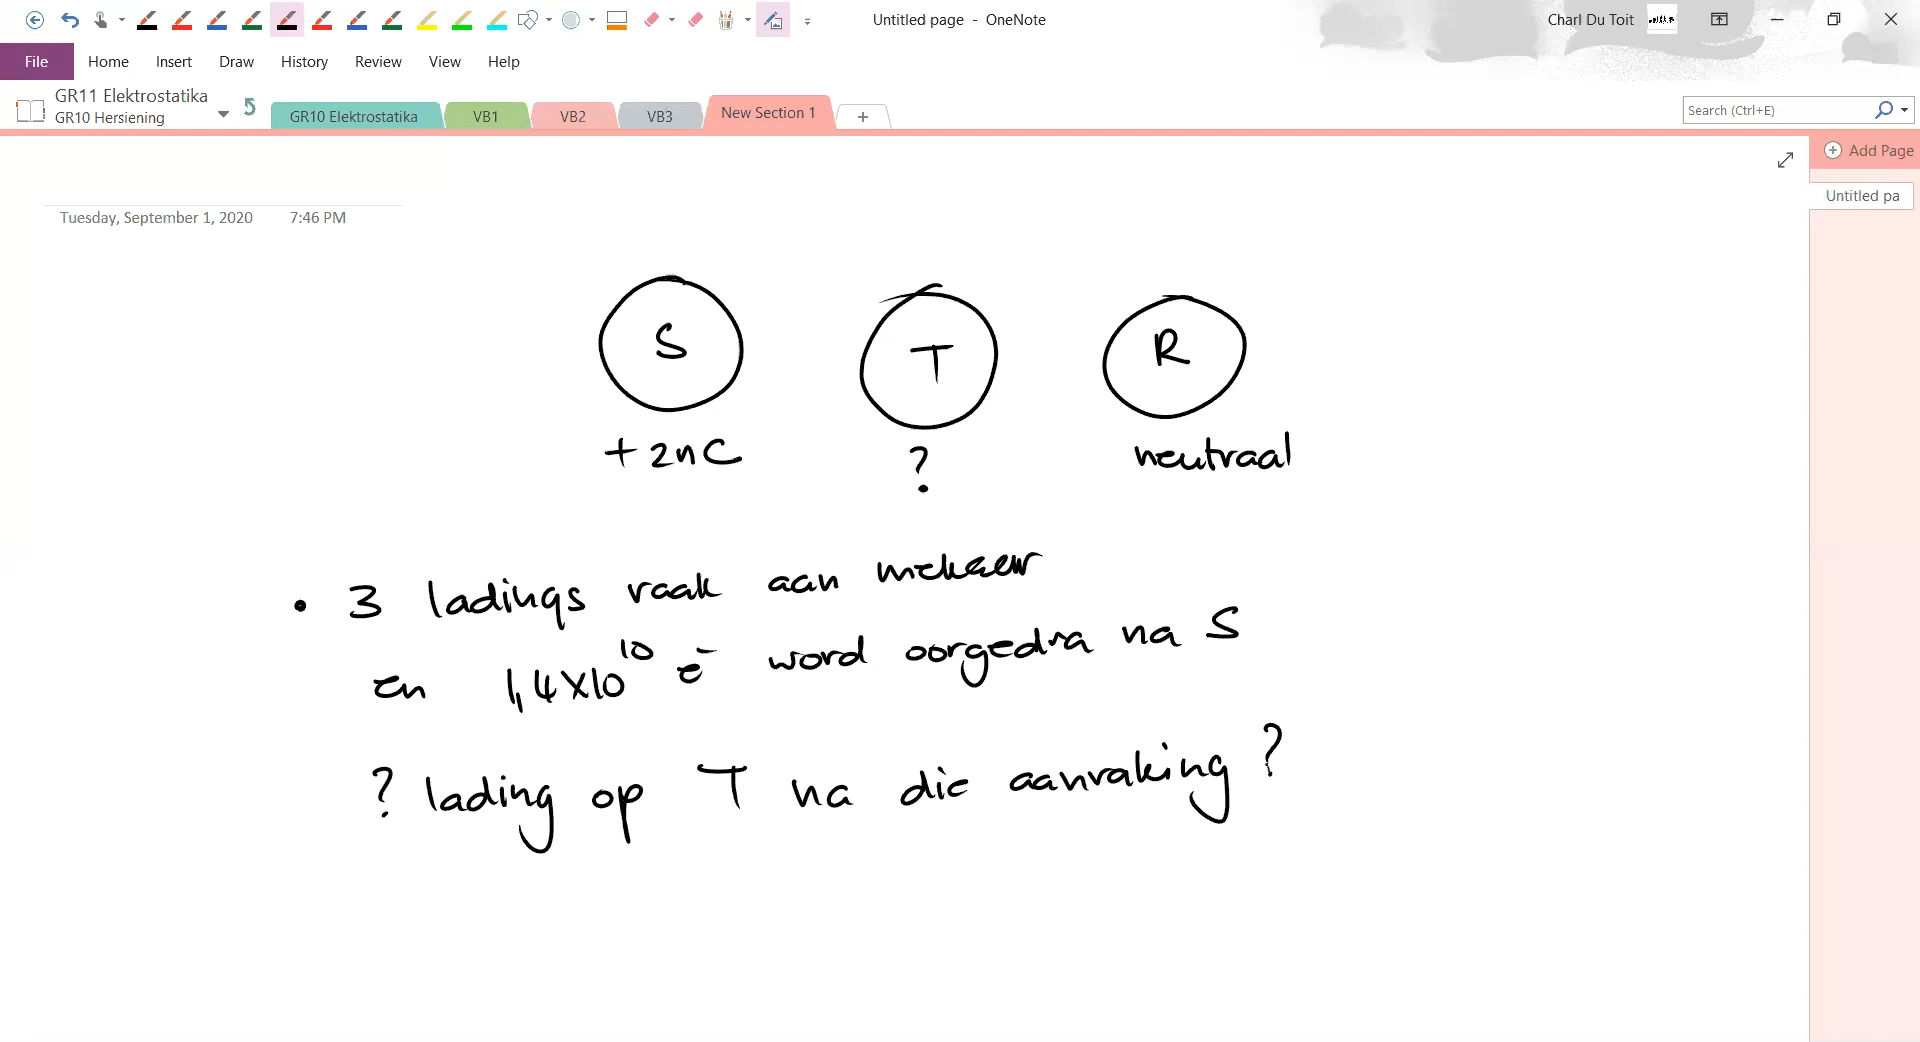 Untitled page - OneNote
Charl Du Toit
File Home Insert Draw History Review View Help
GR11 Elektrostatika
GR10 Hersiening
GR10 Elektrostatika VB1 VB2 VB3 New Section 1 +
Search (Ctrl+E)
Add Page
Untitled pa
Tuesday, September 1, 2020 7:46 PM
S T R
+2nC ? neutraal
• 3 ladings raak aan mekaar
en 1,4×10¹⁰ e⁻ word oorgedra na S
? lading op T na die aanraking ?